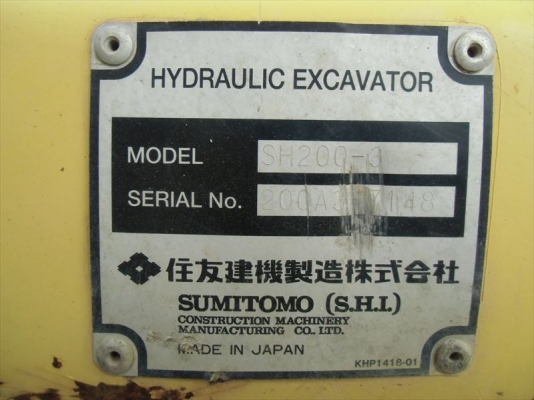 HYDRAULIC EXCAVATOR
MODEL SH200-3
SERIAL No.
住友建機製造株式会社
SUMITOMO (S.H.I.)
CONSTRUCTION MACHINERY
MANUFACTURING CO., LTD.
MADE IN JAPAN
KHP1418-01